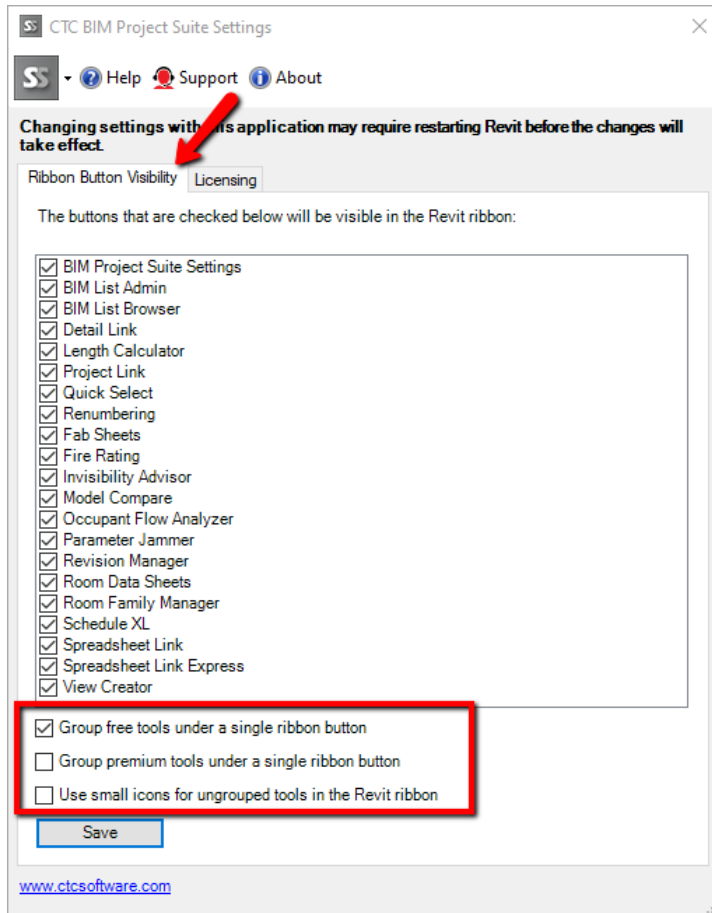 SS CTC BIM Project Suite Settings
SS Help Support About
Changing settings with this application may require restarting Revit before the changes will
take effect.
Ribbon Button Visibility Licensing
The buttons that are checked below will be visible in the Revit ribbon:
BIM Project Suite Settings
BIM List Admin
BIM List Browser
Detail Link
Length Calculator
Project Link
Quick Select
Renumbering
Fab Sheets
Fire Rating
Invisibility Advisor
Model Compare
Occupant Flow Analyzer
Parameter Jammer
Revision Manager
Room Data Sheets
Room Family Manager
Schedule XL
Spreadsheet Link
Spreadsheet Link Express
View Creator
Group free tools under a single ribbon button
Group premium tools under a single ribbon button
Use small icons for ungrouped tools in the Revit ribbon
Save
www.ctcsoftware.com